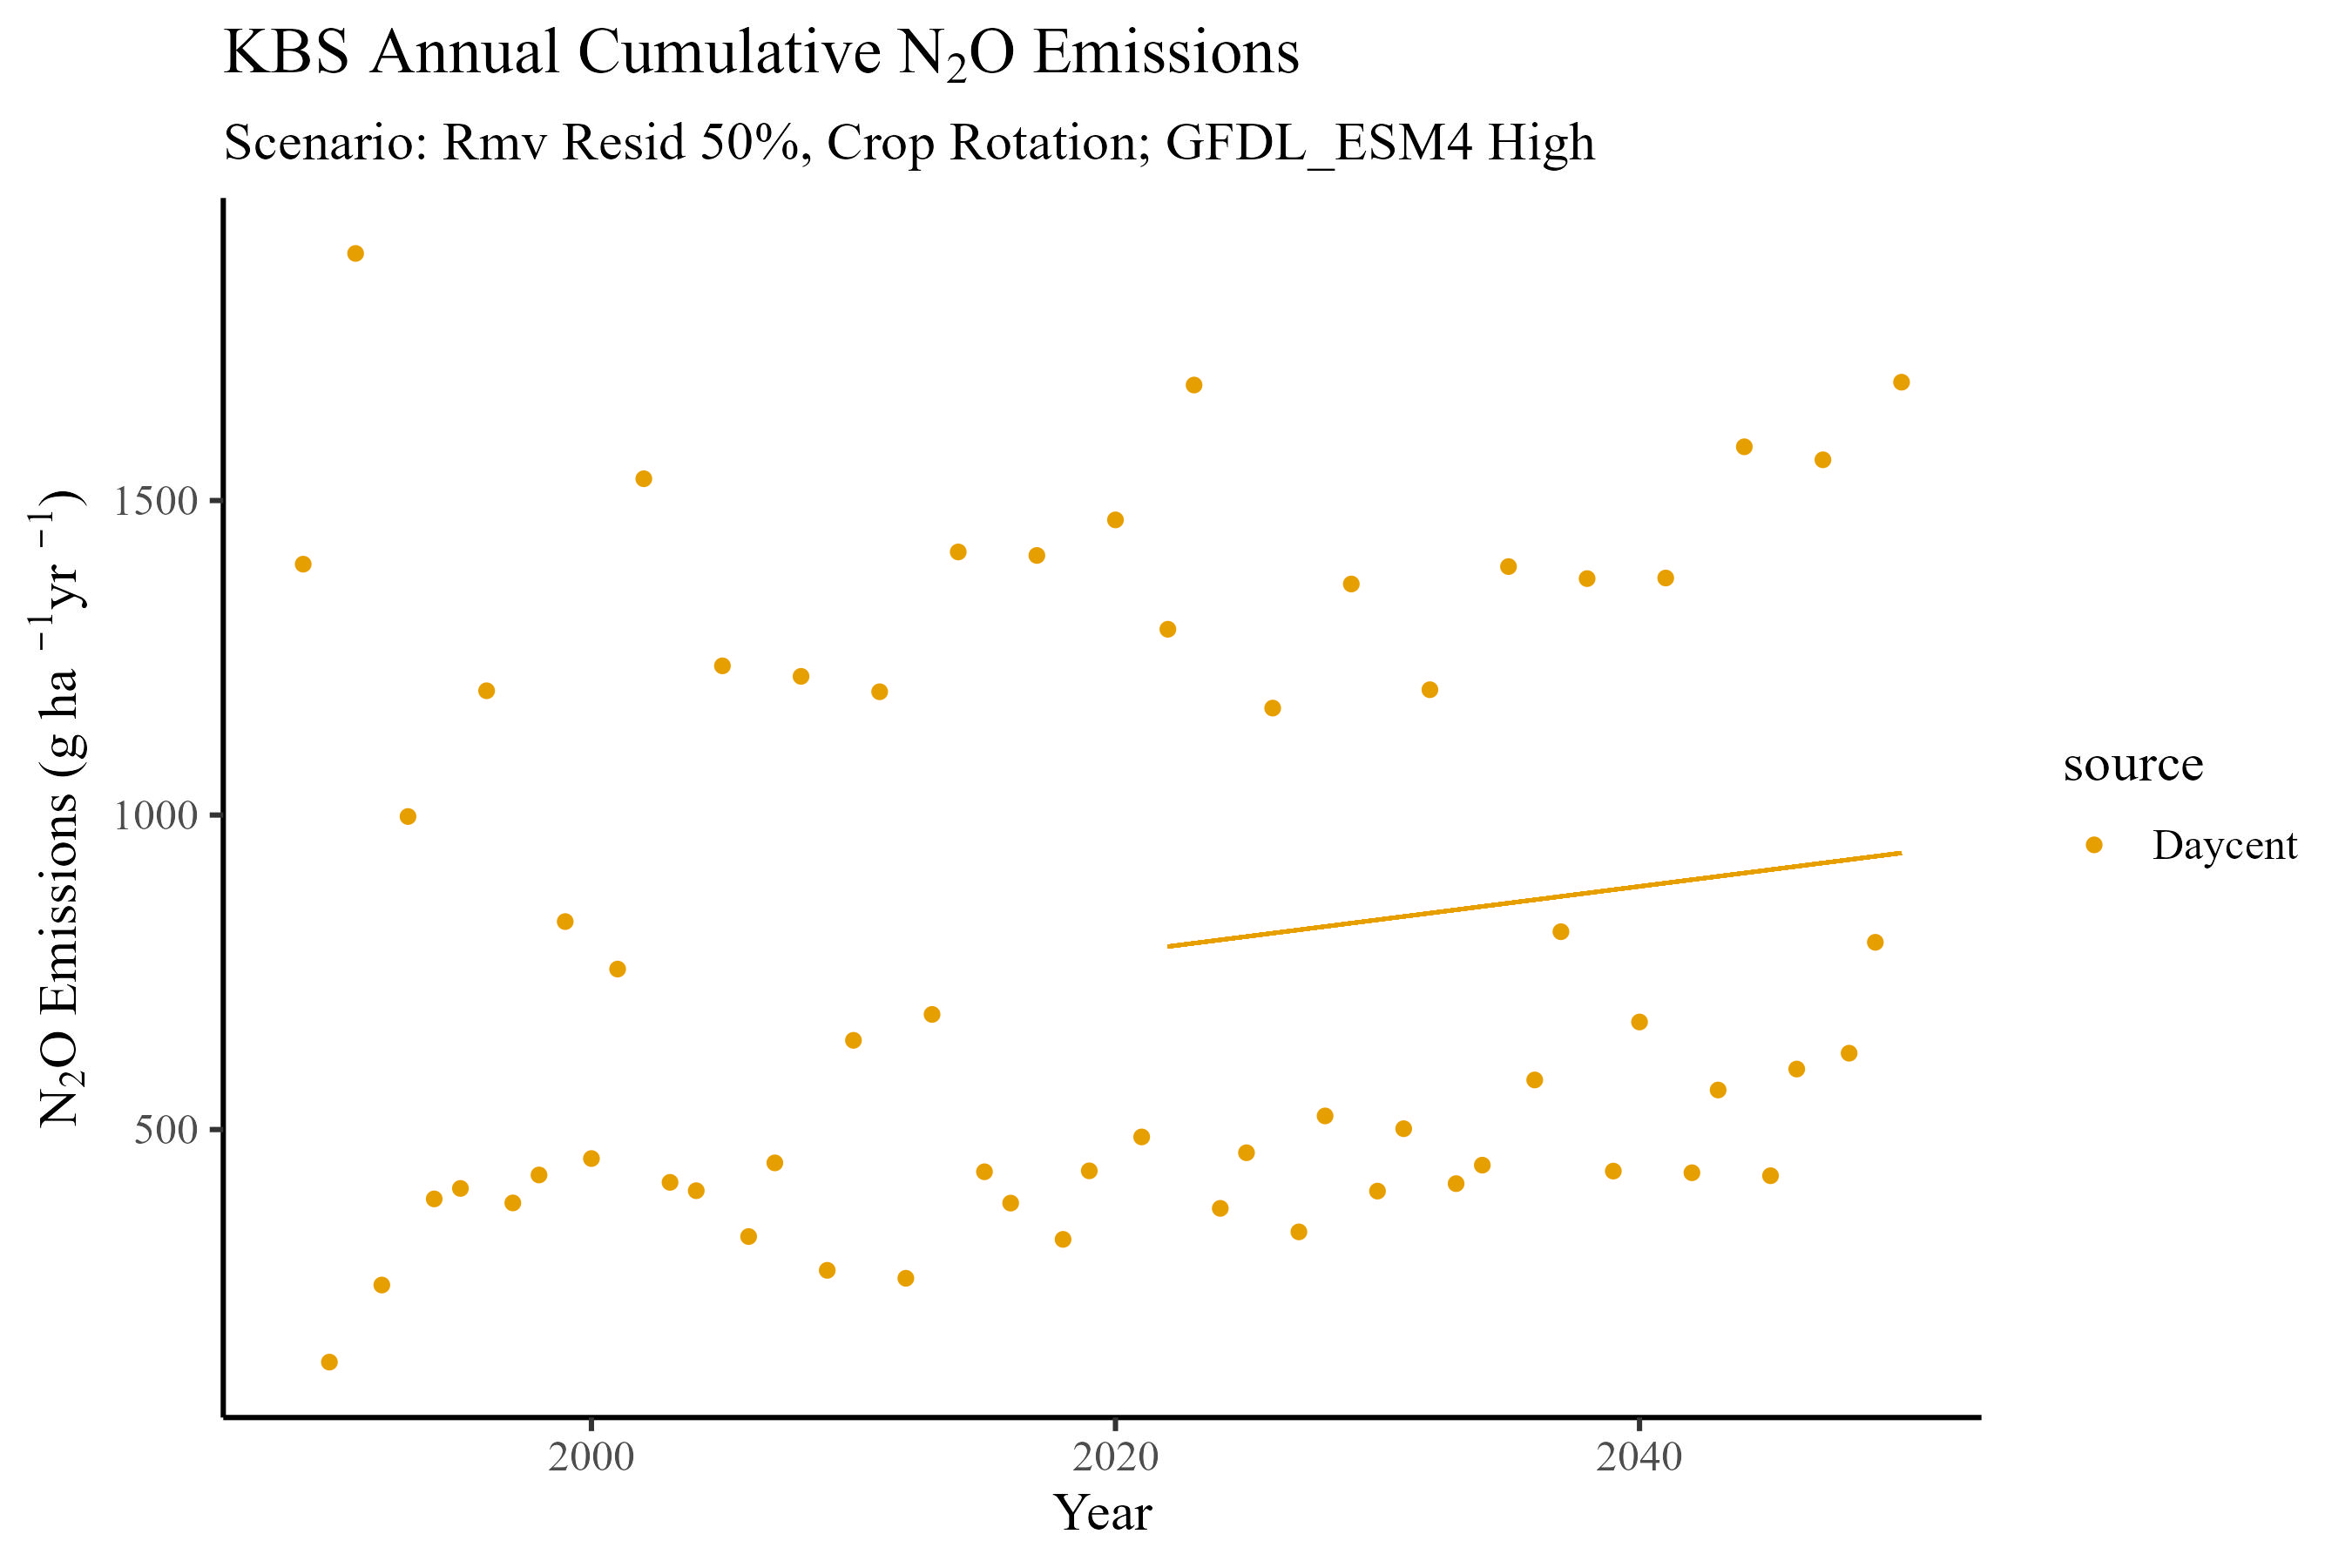 KBS Annual Cumulative N₂O Emissions
Scenario: Rmv Resid 50%, Crop Rotation; GFDL_ESM4 High
N₂O Emissions (g ha⁻¹yr⁻¹)
1500
1000
500
2000 2020 2040
Year
source
Daycent